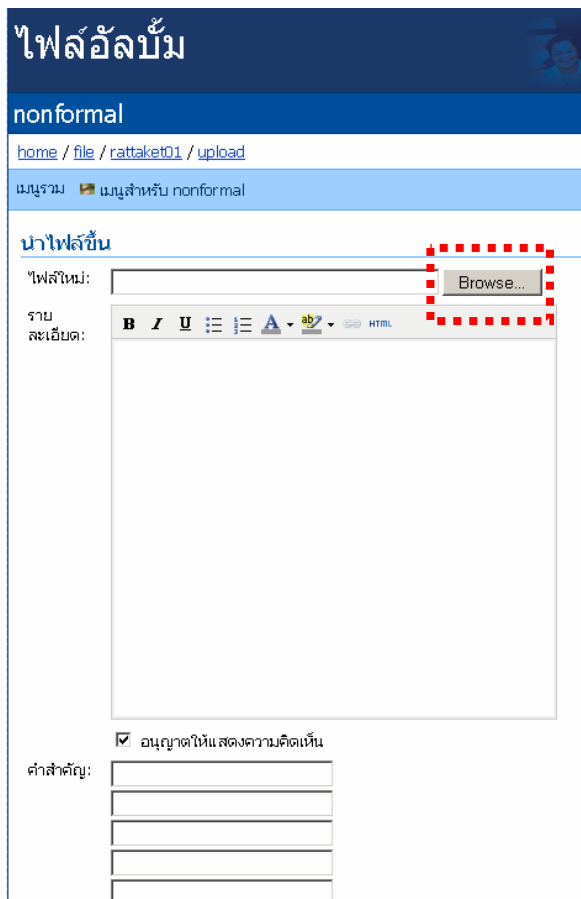 ไฟล์อัลบั้ม
nonformal
home / file / rattaket01 / upload
เมนูรวม เมนูสำหรับ nonformal
นำไฟล์ขึ้น
ไฟล์ใหม่: Browse...
ราย
ละเอียด:
B I U A ab HTML
อนุญาตให้แสดงความคิดเห็น
คำสำคัญ: